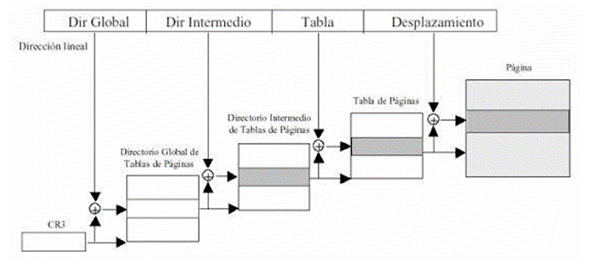 Dir Global
Dir Intermedio
Tabla
Desplazamiento
Dirección lineal
Página
Tabla de Páginas
Directorio Intermedio
de Tablas de Páginas
Directorio Global de
Tablas de Páginas
CR3